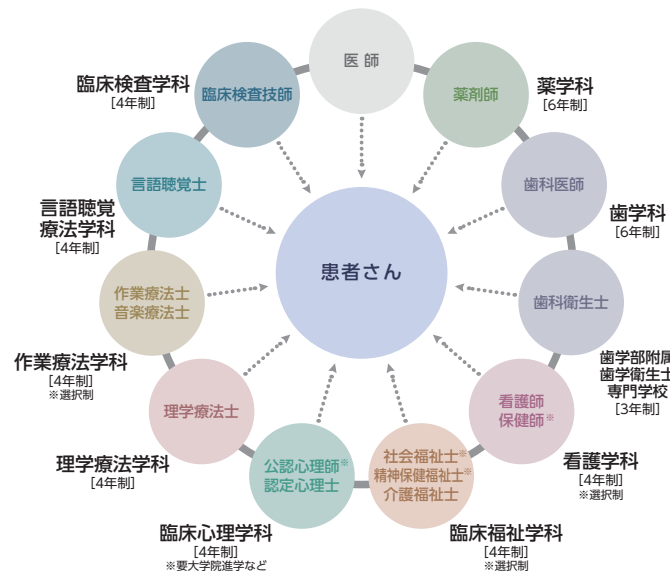 医 師
薬剤師
薬学科
[6年制]
歯科医師
歯学科
[6年制]
歯科衛生士
歯学部附属
歯学衛生士
専門学校
[3年制]
看護師
保健師※
看護学科
[4年制]
※選択制
社会福祉士※
精神保健福祉士※
介護福祉士
臨床福祉学科
[4年制]
※選択制
公認心理師※
認定心理士
臨床心理学科
[4年制]
※要大学院進学など
理学療法士
理学療法学科
[4年制]
作業療法士
音楽療法士
作業療法学科
[4年制]
※選択制
言語聴覚士
言語聴覚
療法学科
[4年制]
臨床検査技師
臨床検査学科
[4年制]
患者さん